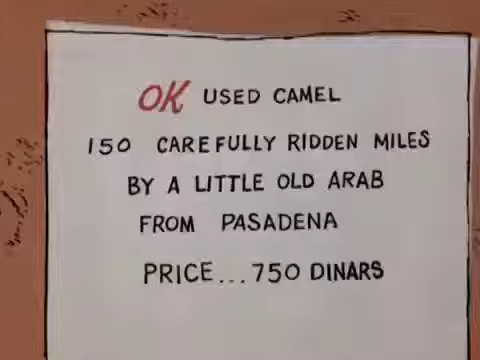 OK USED CAMEL
150 CAREFULLY RIDDEN MILES
BY A LITTLE OLD ARAB
FROM PASADENA
PRICE...750 DINARS